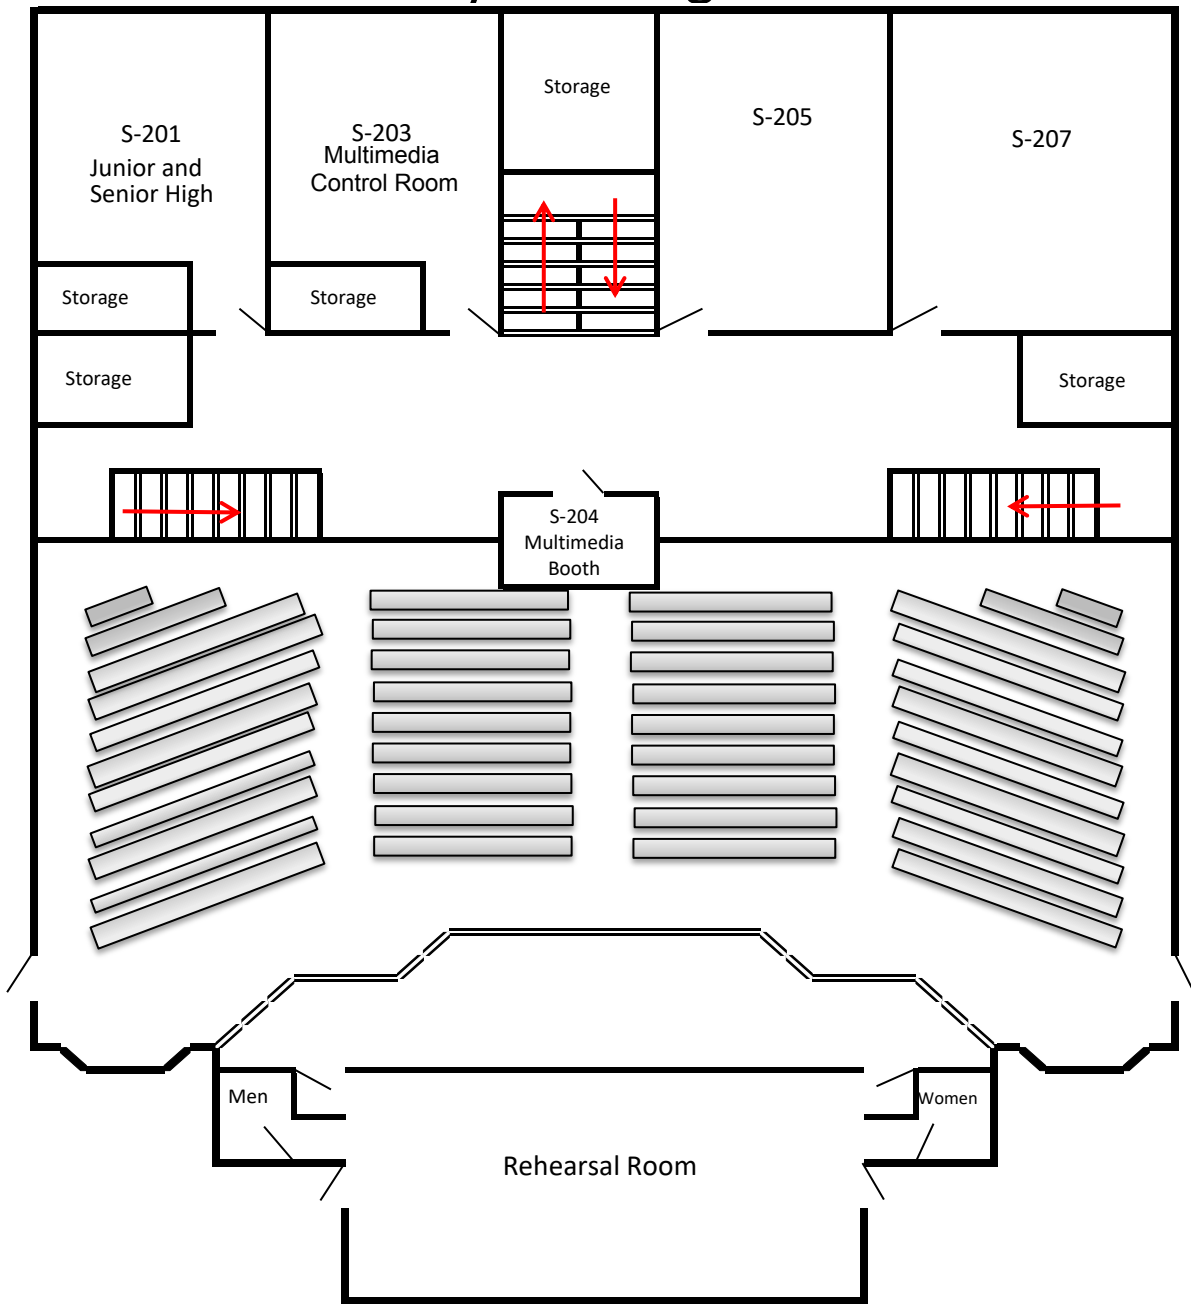 Storage
S-205
S-201
Junior and
Senior High
S-203
Multimedia
Control Room
S-207
Storage
Storage
Storage
Storage
S-204
Multimedia
Booth
Men
Women
Rehearsal Room